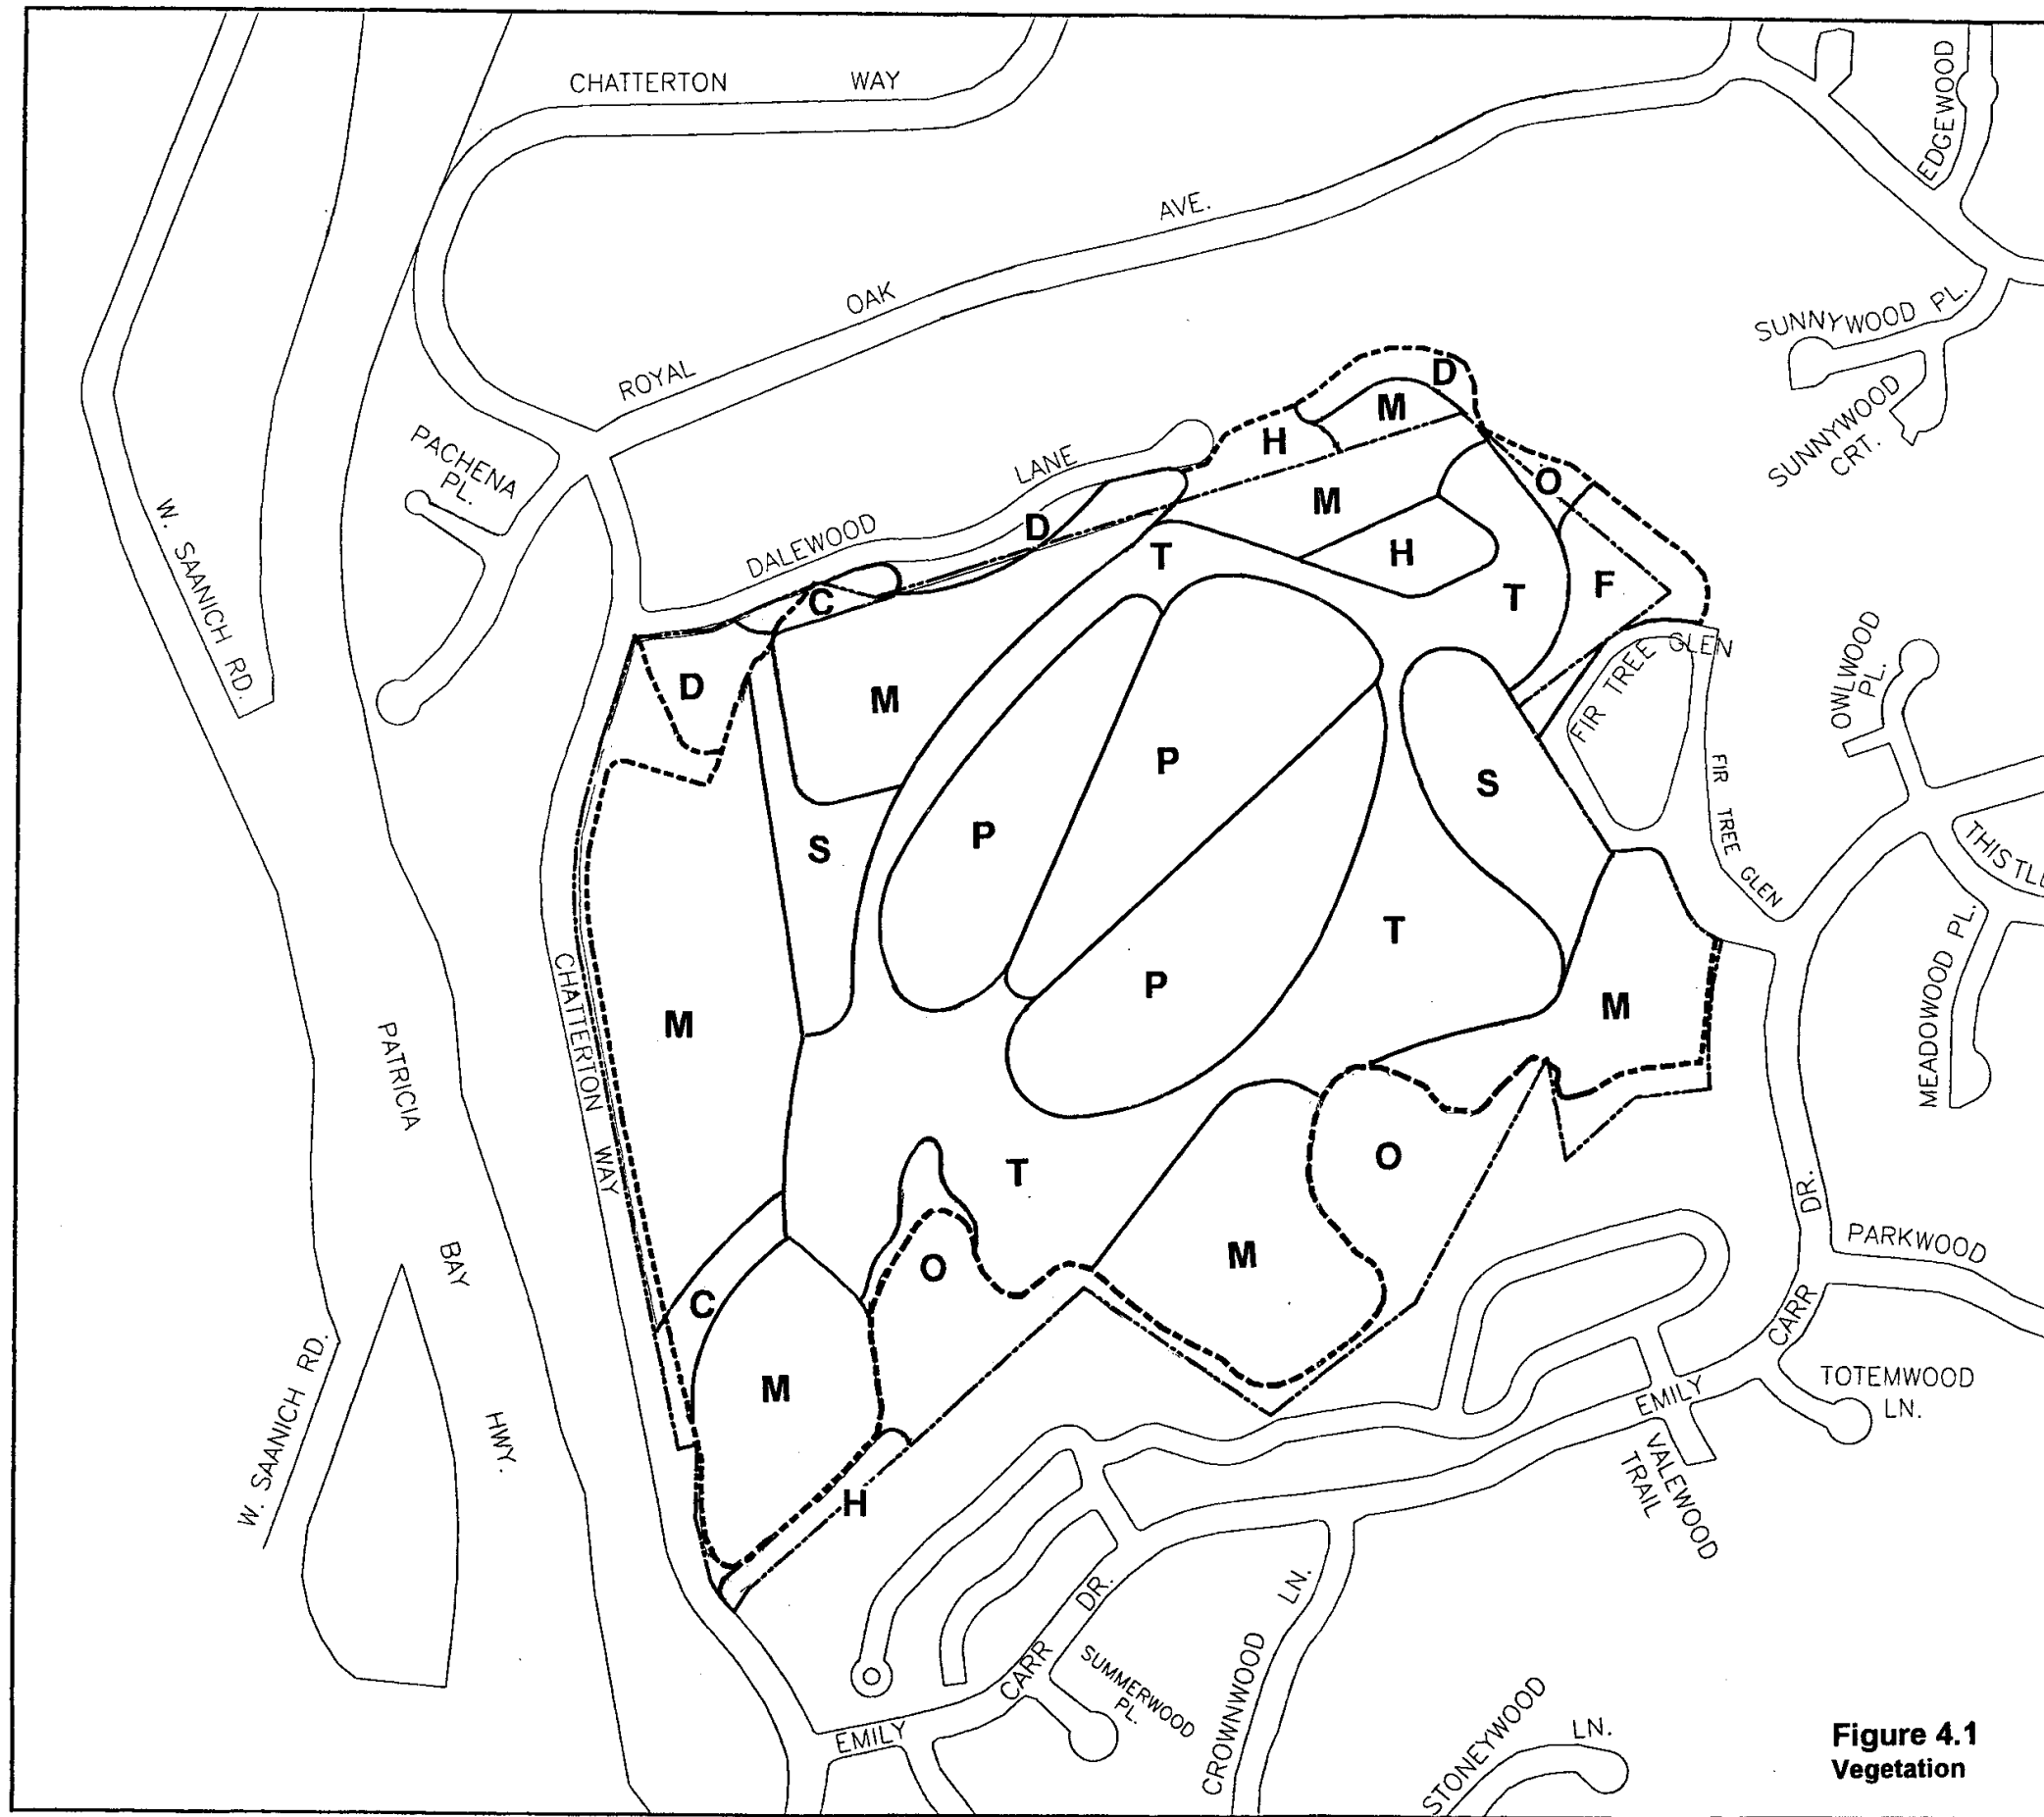 CHATTERTON WAY
EDGEWOOD
ROYAL OAK AVE.
SUNNYWOOD PL.
SUNNYWOOD
CRT.
PACHENA
PL.
W. SAANICH RD.
DALEWOOD LANE
D
M
H
O
M
D
T
H
T
F
C
D
M
FIR TREE GLEN
OWLWOOD
PL.
P
S
P
S
FIR TREE GLEN
THISTLE
T
MEADOWOOD PL.
P
M
M
CHATTERTON WAY
PATRICIA BAY HWY.
T
O
O
M
C
M
H
DR.
PARKWOOD
CARR
TOTEMWOOD
LN.
EMILY
VALEWOOD
TRAIL
W. SAANICH RD.
DR.
CARR
EMILY
SUMMERWOOD
PL.
CROWNWOOD LN.
STONEYWOOD LN.
Figure 4.1
Vegetation